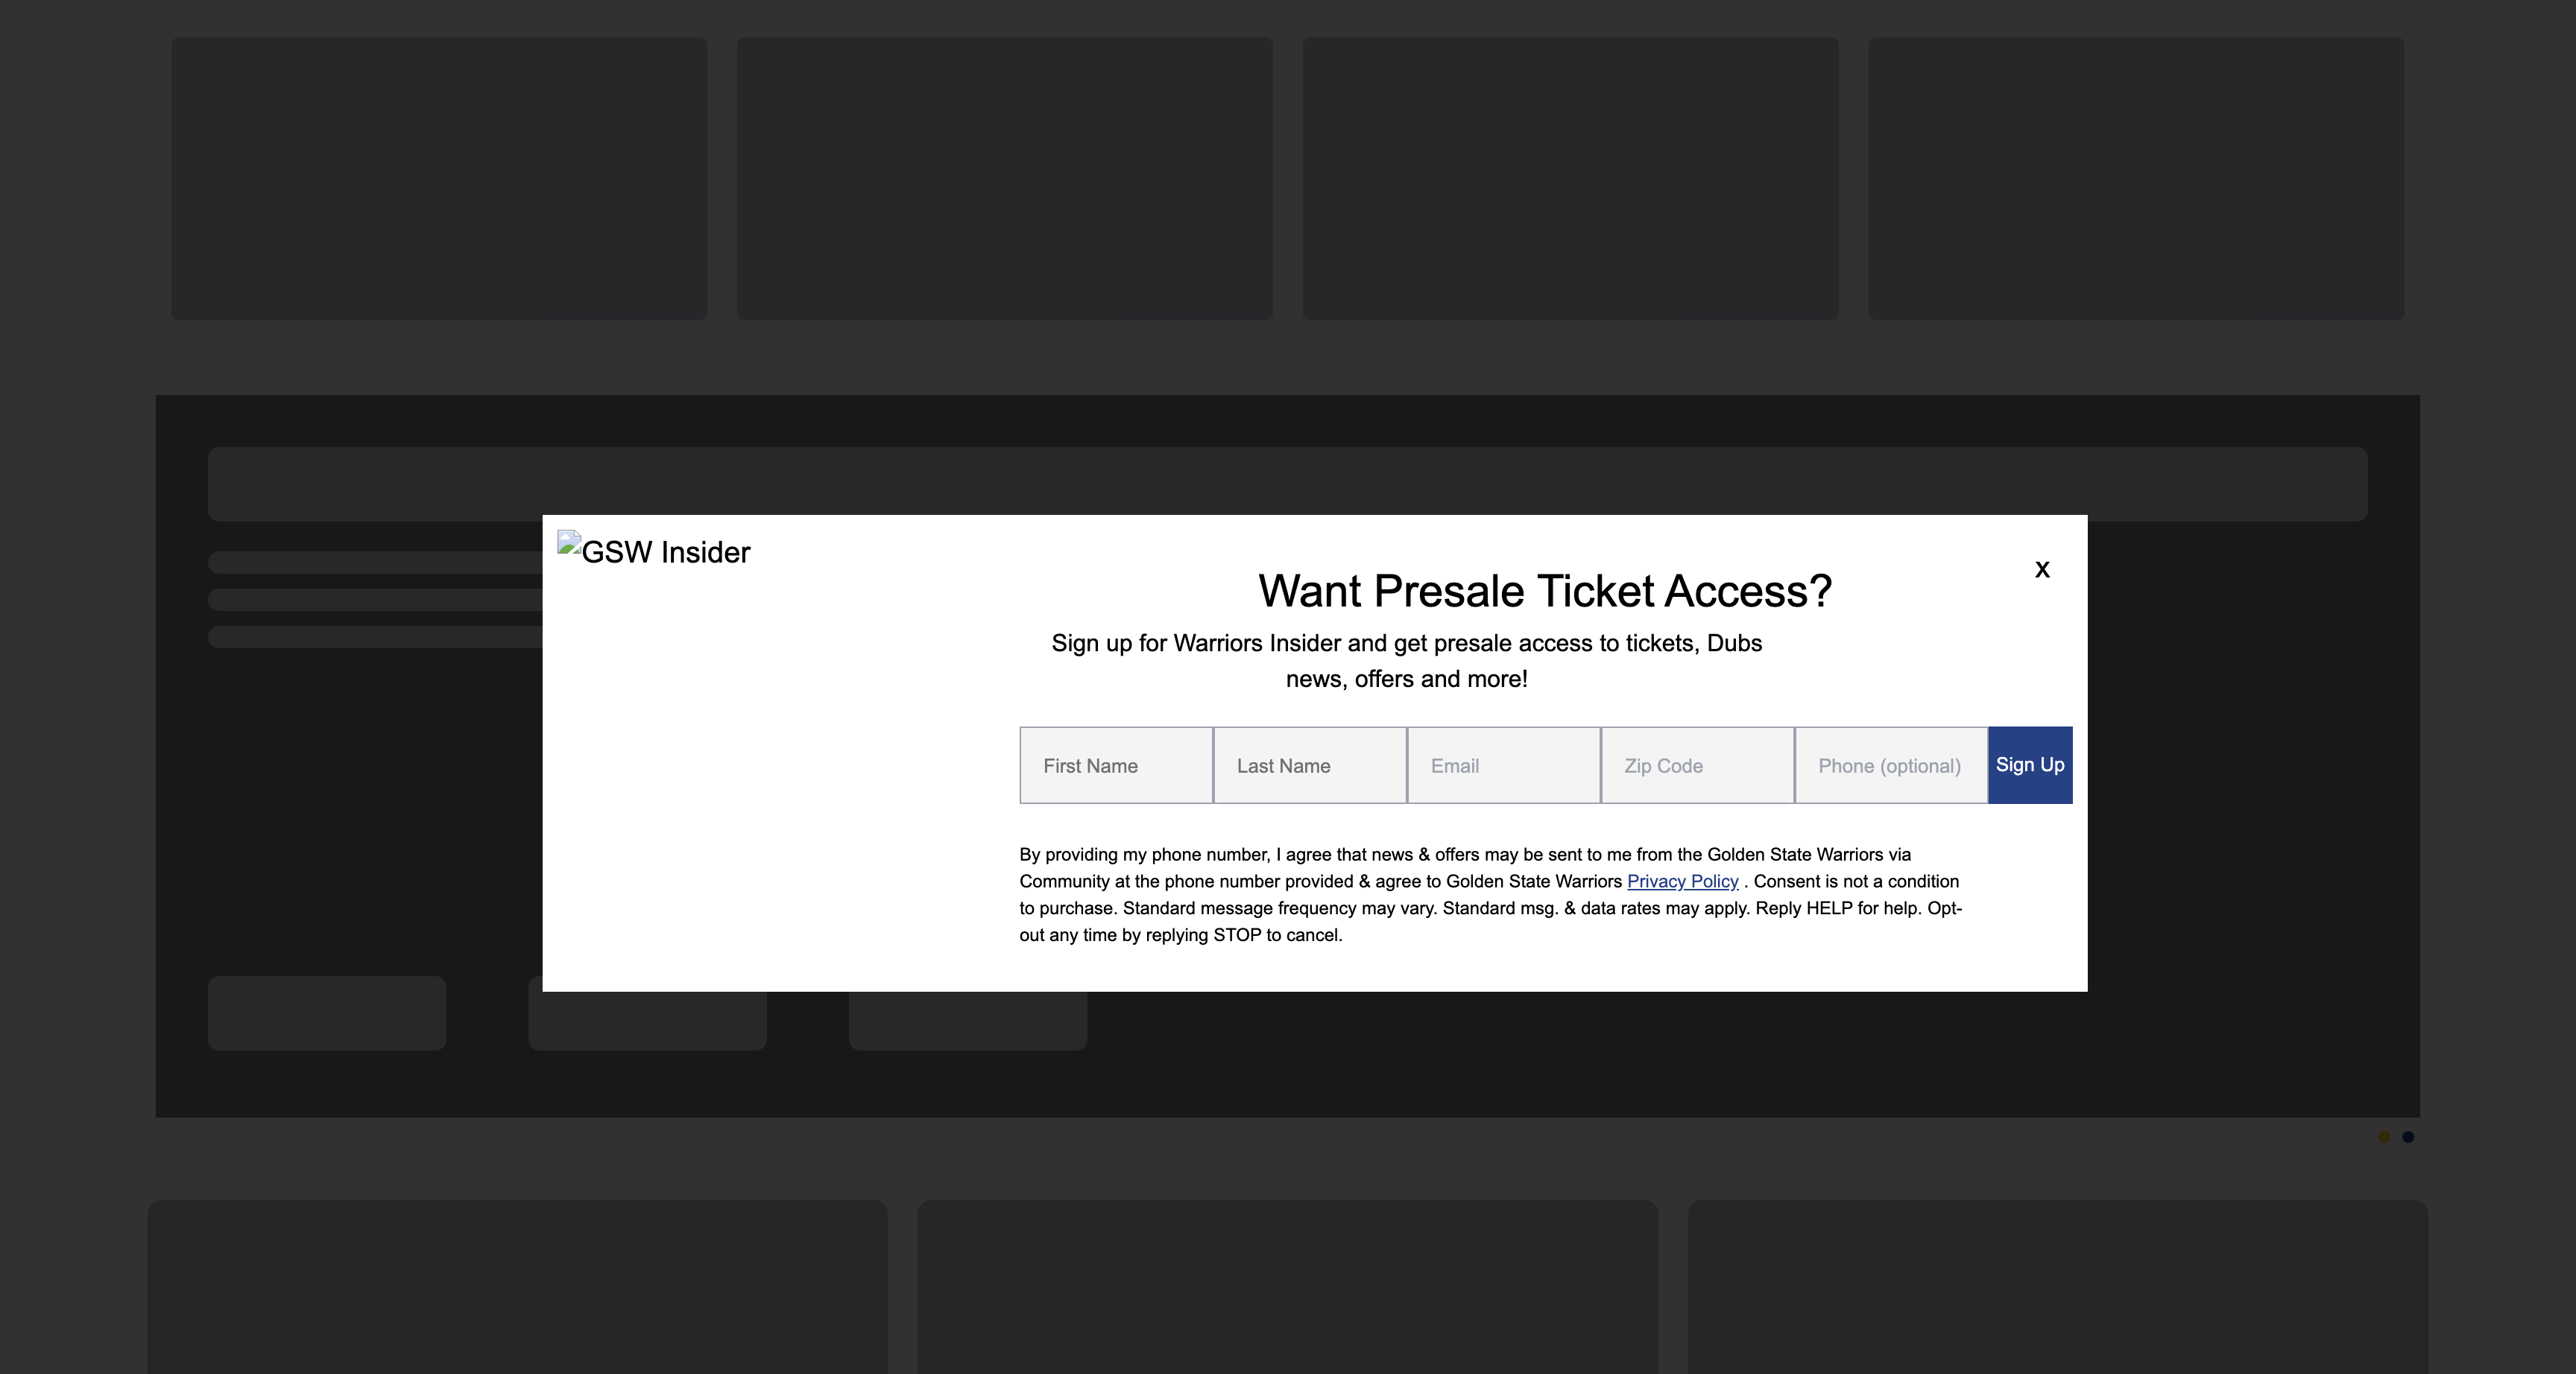 GSW Insider
X
Want Presale Ticket Access?
Sign up for Warriors Insider and get presale access to tickets, Dubs
news, offers and more!
First Name
Last Name
Email
Zip Code
Phone (optional)
Sign Up
By providing my phone number, I agree that news & offers may be sent to me from the Golden State Warriors via
Community at the phone number provided & agree to Golden State Warriors Privacy Policy . Consent is not a condition
to purchase. Standard message frequency may vary. Standard msg. & data rates may apply. Reply HELP for help. Opt-
out any time by replying STOP to cancel.